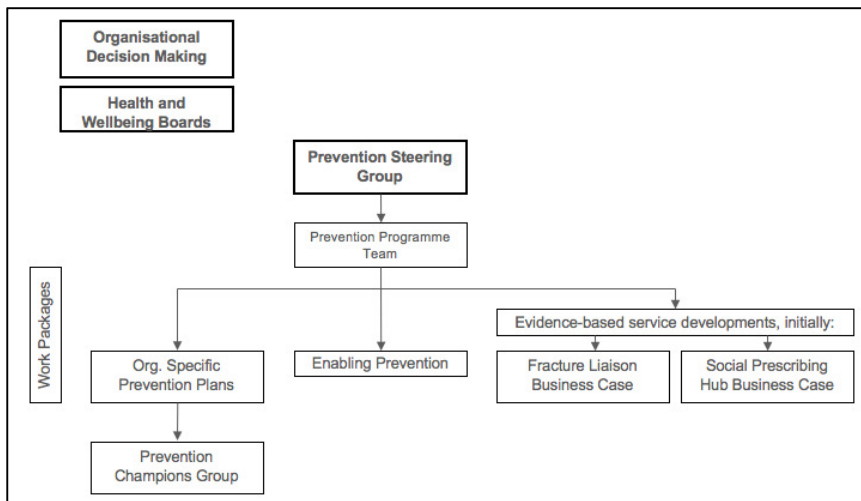 Organisational
Decision Making
Health and
Wellbeing Boards
Prevention Steering
Group
Prevention Programme
Team
Work Packages
Evidence-based service developments, initially:
Org. Specific
Prevention Plans
Enabling Prevention
Fracture Liaison
Business Case
Social Prescribing
Hub Business Case
Prevention
Champions Group